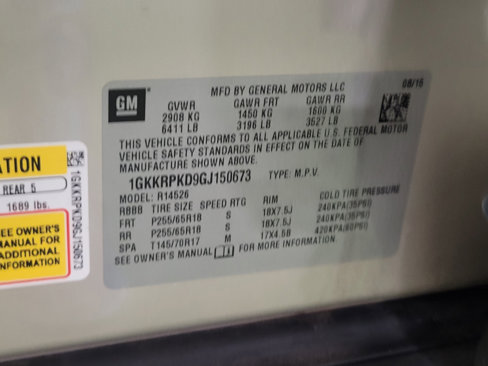 GM
MFD BY GENERAL MOTORS LLC
08/15
GVWR GAWR FRT GAWR RR
2908 KG 1450 KG 1600 KG
6411 LB 3196 LB 3527 LB
THIS VEHICLE CONFORMS TO ALL APPLICABLE U.S. FEDERAL MOTOR
VEHICLE SAFETY STANDARDS IN EFFECT ON THE DATE OF
MANUFACTURE SHOWN ABOVE.
1GKKRPKD9GJ150673 TYPE: M.P.V.
MODEL: R14526
TIRE SIZE SPEED RTG RIM COLD TIRE PRESSURE
FRT P255/65R18 S 18X7.5J 240KPA(35PSI)
RR P255/65R18 S 18X7.5J 240KPA(35PSI)
SPA T145/70R17 M 17X4.5B 420KPA(60PSI)
SEE OWNER'S MANUAL FOR MORE INFORMATION
ATION
REAR 5
1689 lbs.
SEE OWNER'S
MANUAL FOR
ADDITIONAL
INFORMATION
1GKKRPKD9GJ150673